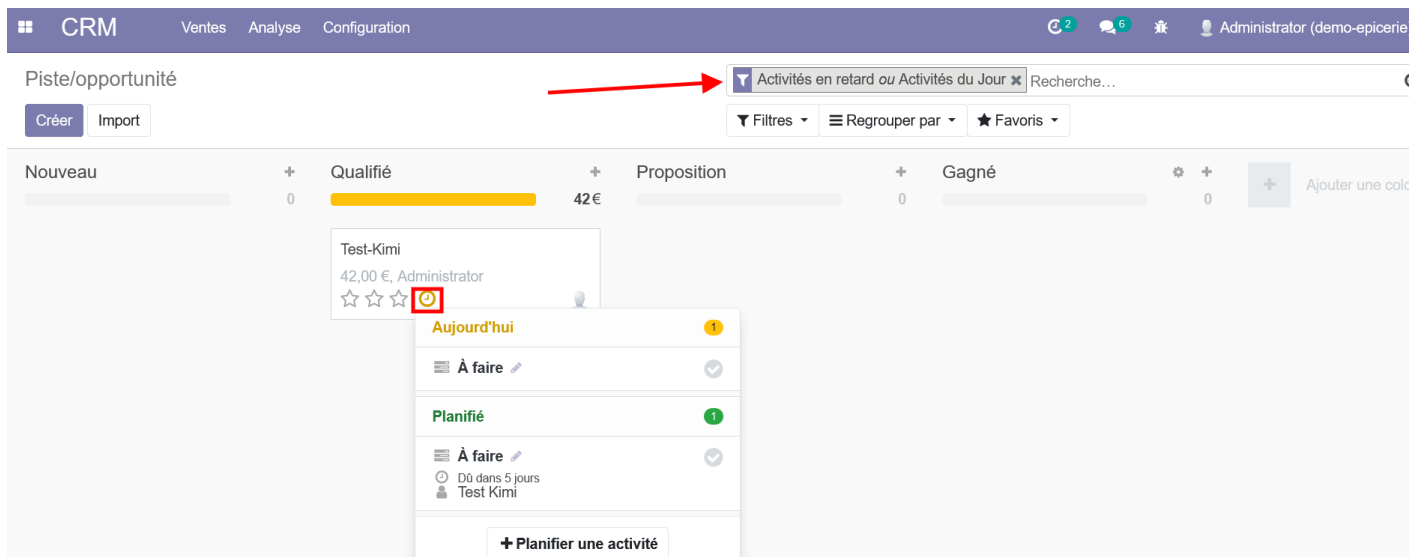 CRM Ventes Analyse Configuration 2 6 Administrator (demo-epicerie)
Piste/opportunité
Activités en retard ou Activités du Jour Recherche...
Créer Import
Filtres Regrouper par Favoris
Nouveau Qualifié Proposition Gagné
0 42 € 0 0 Ajouter une colo
Test-Kimi
42,00 €, Administrator
Aujourd'hui 1
À faire
Planifié 1
À faire
Dû dans 5 jours
Test Kimi
Planifier une activité